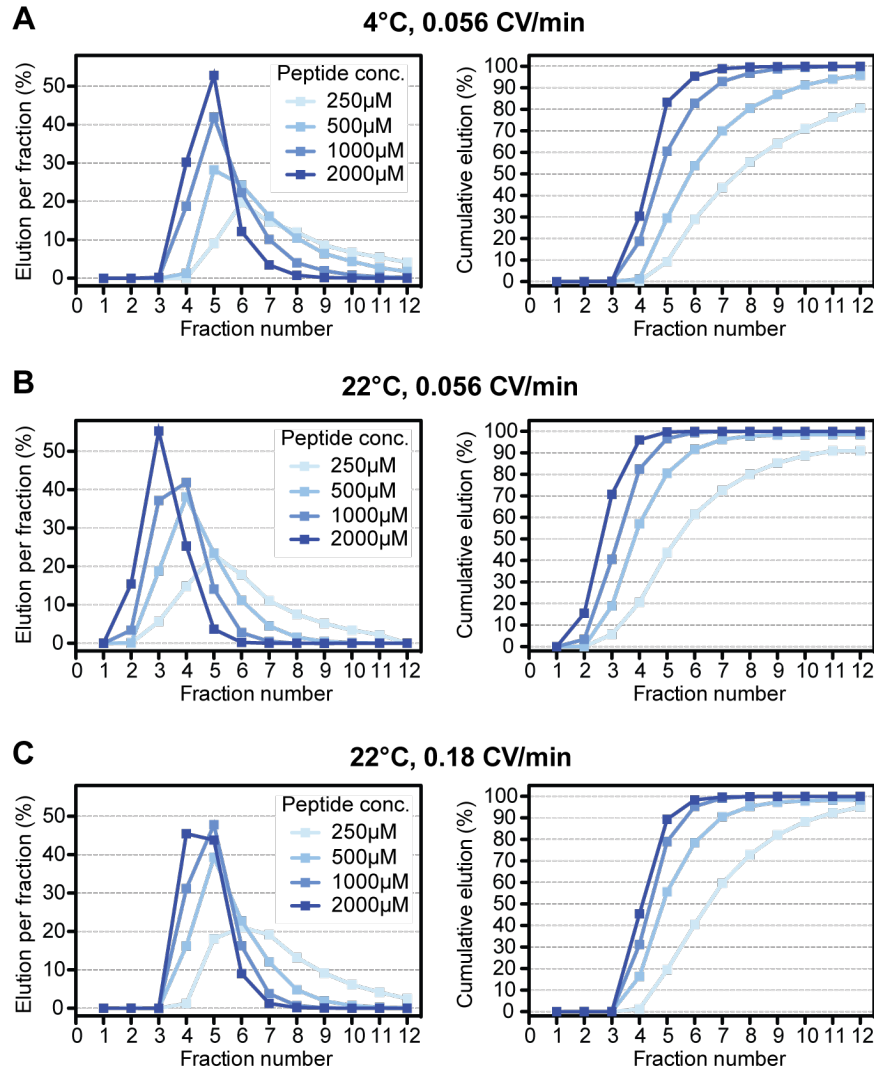 A
4°C, 0.056 CV/min
Elution per fraction (%)
50
40
30
20
10
0
Peptide conc.
250µM
500µM
1000µM
2000µM
0 1 2 3 4 5 6 7 8 9 10 11 12
Fraction number
Cumulative elution (%)
100
90
80
70
60
50
40
30
20
10
0
0 1 2 3 4 5 6 7 8 9 10 11 12
Fraction number
B
22°C, 0.056 CV/min
Elution per fraction (%)
50
40
30
20
10
0
Peptide conc.
250µM
500µM
1000µM
2000µM
0 1 2 3 4 5 6 7 8 9 10 11 12
Fraction number
Cumulative elution (%)
100
90
80
70
60
50
40
30
20
10
0
0 1 2 3 4 5 6 7 8 9 10 11 12
Fraction number
C
22°C, 0.18 CV/min
Elution per fraction (%)
50
40
30
20
10
0
Peptide conc.
250µM
500µM
1000µM
2000µM
0 1 2 3 4 5 6 7 8 9 10 11 12
Fraction number
Cumulative elution (%)
100
90
80
70
60
50
40
30
20
10
0
0 1 2 3 4 5 6 7 8 9 10 11 12
Fraction number